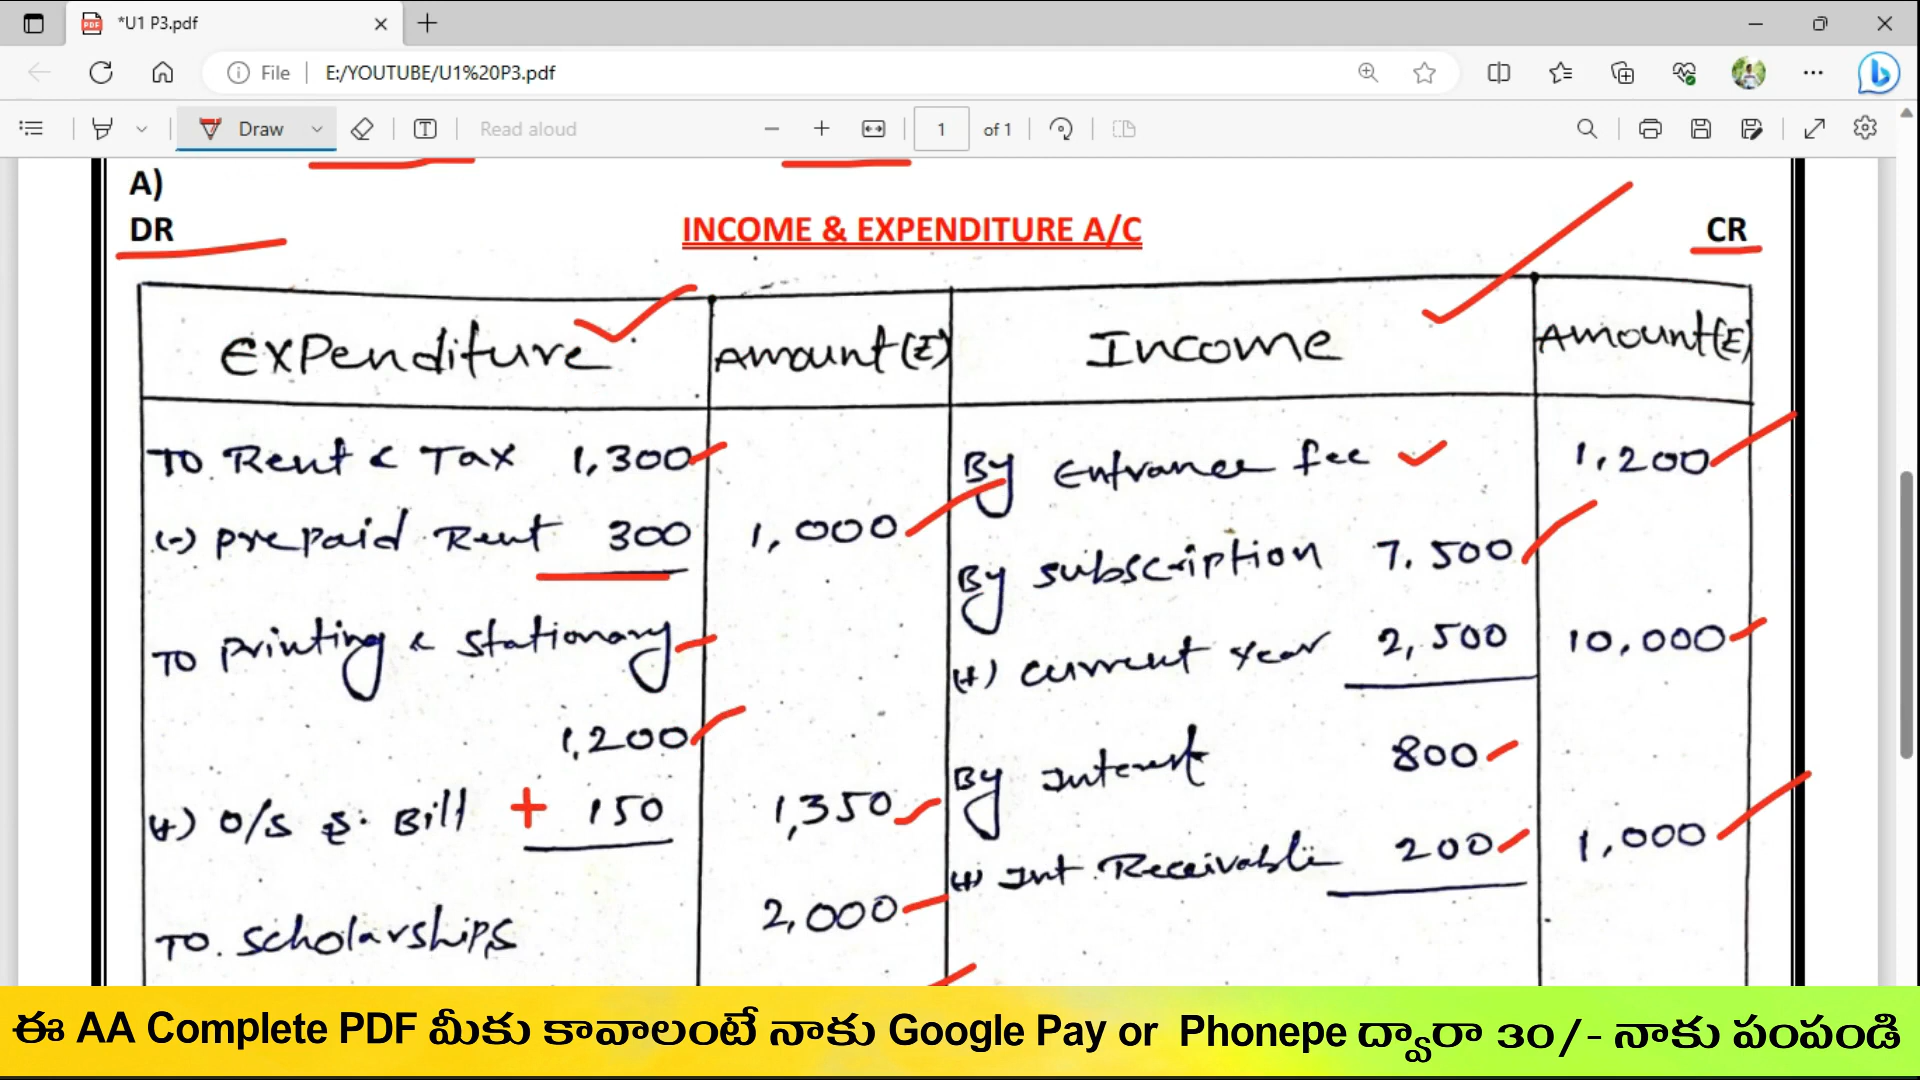 *U1 P3.pdf
File
E:/YOUTUBE/U1%20P3.pdf
Draw
Read aloud
1
of 1
A)
DR
INCOME & EXPENDITURE A/C
CR
Expenditure Amount(₹) Income Amount(₹)
To Rent & Tax 1,300
(-) Prepaid Rent 300 1,000
To Printing & Stationary
1,200
(+) O/S Bill + 150 1,350
To. Scholarships 2,000
By Entrance fee 1,200
By Subscription 7,500
(+) Current Year 2,500 10,000
By Interest 800
(+) Int. Receivable 200 1,000
ఈ AA Complete PDF మీకు కావాలంటే నాకు Google Pay or Phonepe ద్వారా 30/- నాకు పంపండి